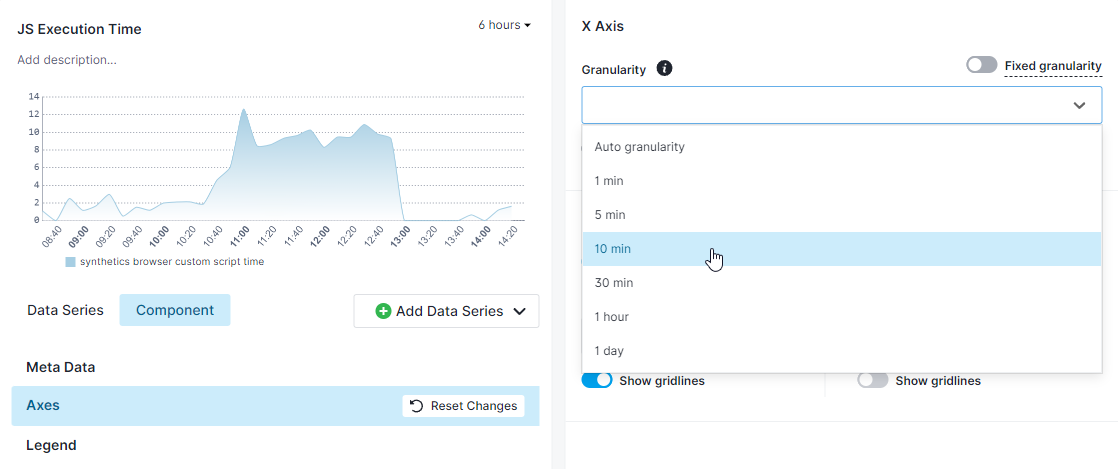 JS Execution Time
6 hours
Add description...
14
12
10
8
6
4
2
0
08:40
09:00
09:20
09:40
10:00
10:20
10:40
11:00
11:20
11:40
12:00
12:20
12:40
13:00
13:20
13:40
14:00
14:20
synthetics browser custom script time
Data Series
Component
Add Data Series
Meta Data
Axes
Reset Changes
Legend
X Axis
Granularity
Fixed granularity
Auto granularity
1 min
5 min
10 min
30 min
1 hour
1 day
Show gridlines
Show gridlines